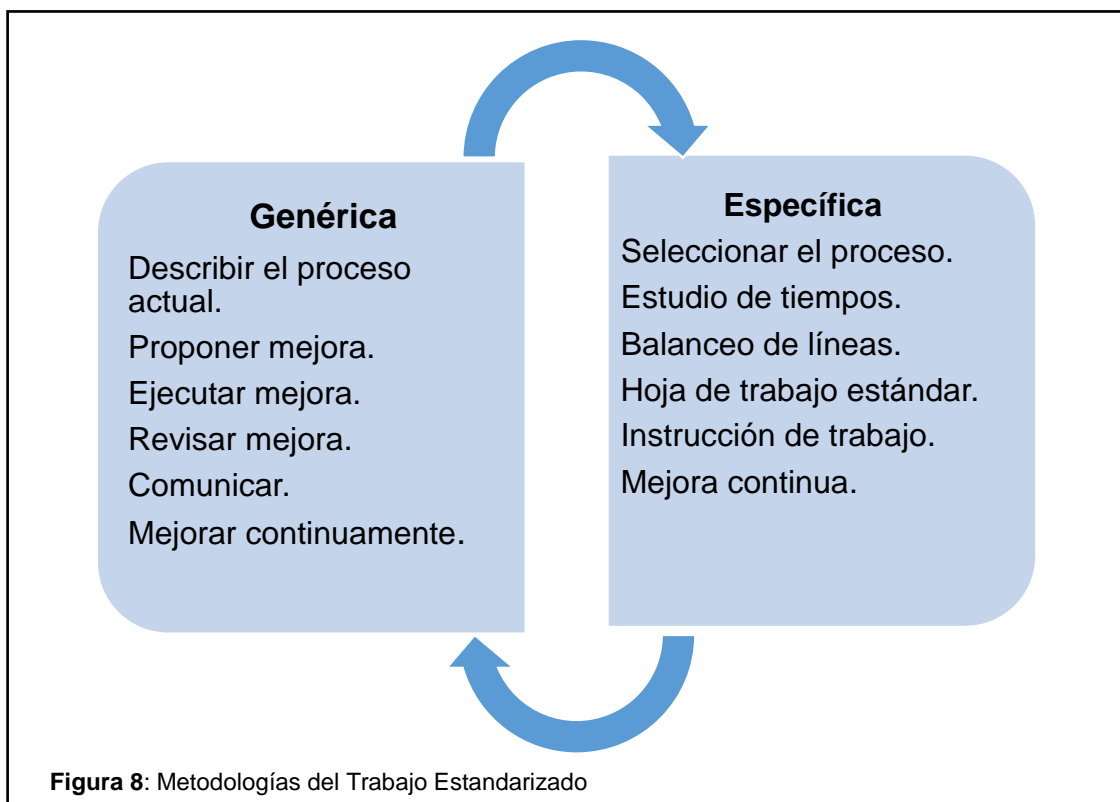 Genérica
Describir el proceso
actual.
Proponer mejora.
Ejecutar mejora.
Revisar mejora.
Comunicar.
Mejorar continuamente.
Específica
Seleccionar el proceso.
Estudio de tiempos.
Balanceo de líneas.
Hoja de trabajo estándar.
Instrucción de trabajo.
Mejora continua.
Figura 8: Metodologías del Trabajo Estandarizado